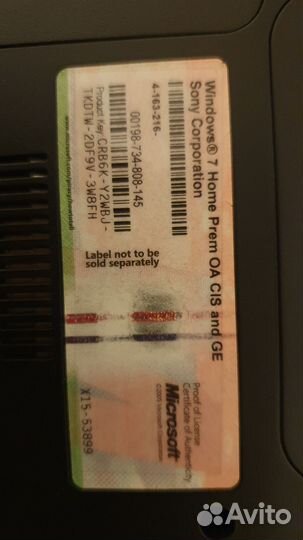 Windows® 7 Home Prem OA CIS and GE
Sony Corporation
4-163-216-
00198-734-808-145
Product Key: CRB6K-Y2WBJ-
TKDTW-2DF9V-3W8FH
Label not to be
sold separately
Proof of License
Certificate of Authenticity
Microsoft
X15-53899
Avito